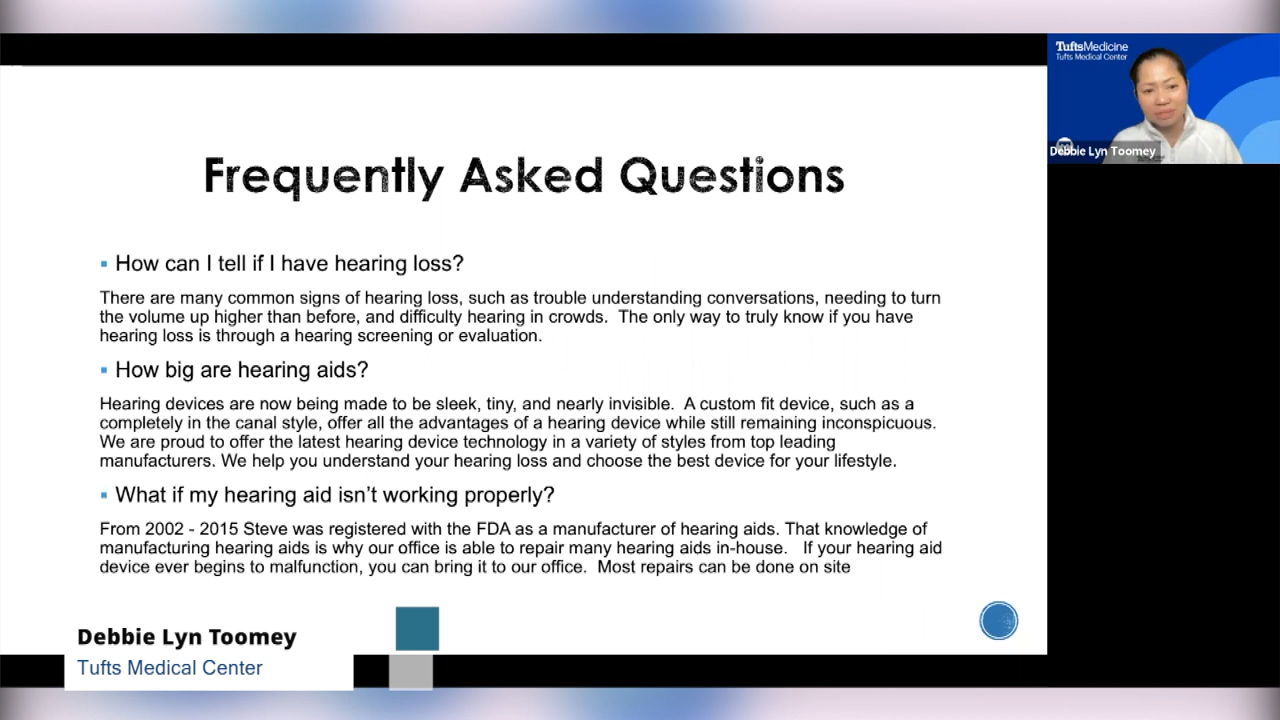 Frequently Asked Questions
How can I tell if I have hearing loss?
There are many common signs of hearing loss, such as trouble understanding conversations, needing to turn
the volume up higher than before, and difficulty hearing in crowds.  The only way to truly know if you have
hearing loss is through a hearing screening or evaluation.
How big are hearing aids?
Hearing devices are now being made to be sleek, tiny, and nearly invisible.  A custom fit device, such as a
completely in the canal style, offer all the advantages of a hearing device while still remaining inconspicuous.
We are proud to offer the latest hearing device technology in a variety of styles from top leading
manufacturers. We help you understand your hearing loss and choose the best device for your lifestyle.
What if my hearing aid isn't working properly?
From 2002 - 2015 Steve was registered with the FDA as a manufacturer of hearing aids. That knowledge of
manufacturing hearing aids is why our office is able to repair many hearing aids in-house.   If your hearing aid
device ever begins to malfunction, you can bring it to our office.  Most repairs can be done on site
TuftsMedicine
Tufts Medical Center
Debbie Lyn Toomey
Debbie Lyn Toomey
Tufts Medical Center